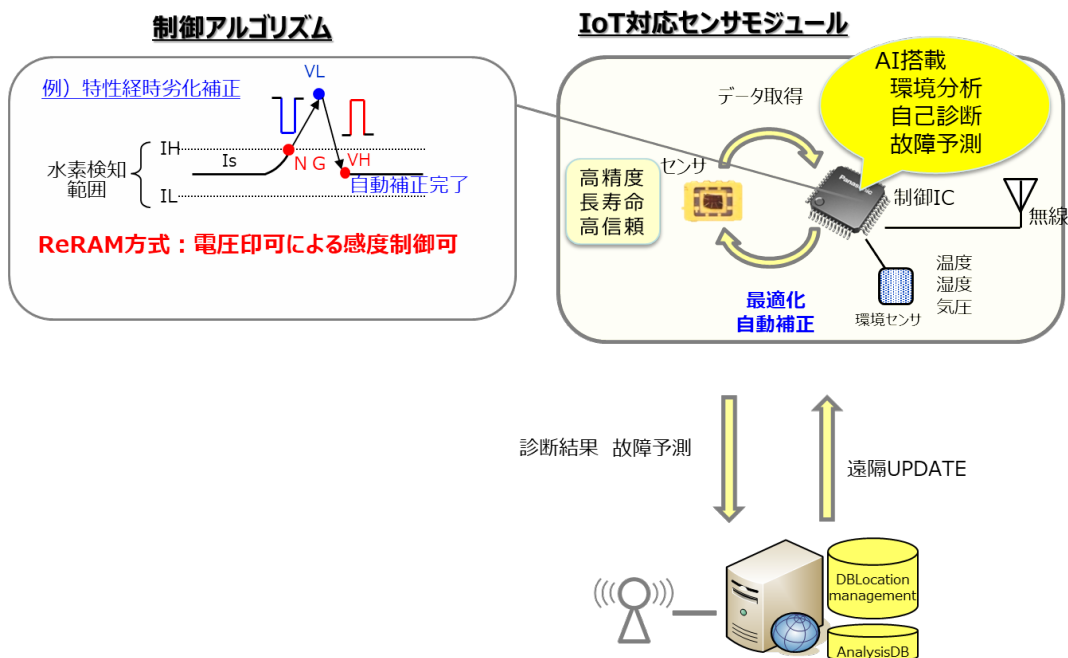 制御アルゴリズム
例）特性経時劣化補正
VL
IH
Is
ＮＧ
VH
水素検知
範囲
IL
自動補正完了
ReRAM方式：電圧印可による感度制御可
IoT対応センサモジュール
AI搭載
環境分析
自己診断
故障予測
データ取得
センサ
高精度
長寿命
高信頼
Panasonic
制御IC
無線
最適化
自動補正
温度
湿度
気圧
環境センサ
診断結果　故障予測
遠隔UPDATE
DBLocation
management
AnalysisDB